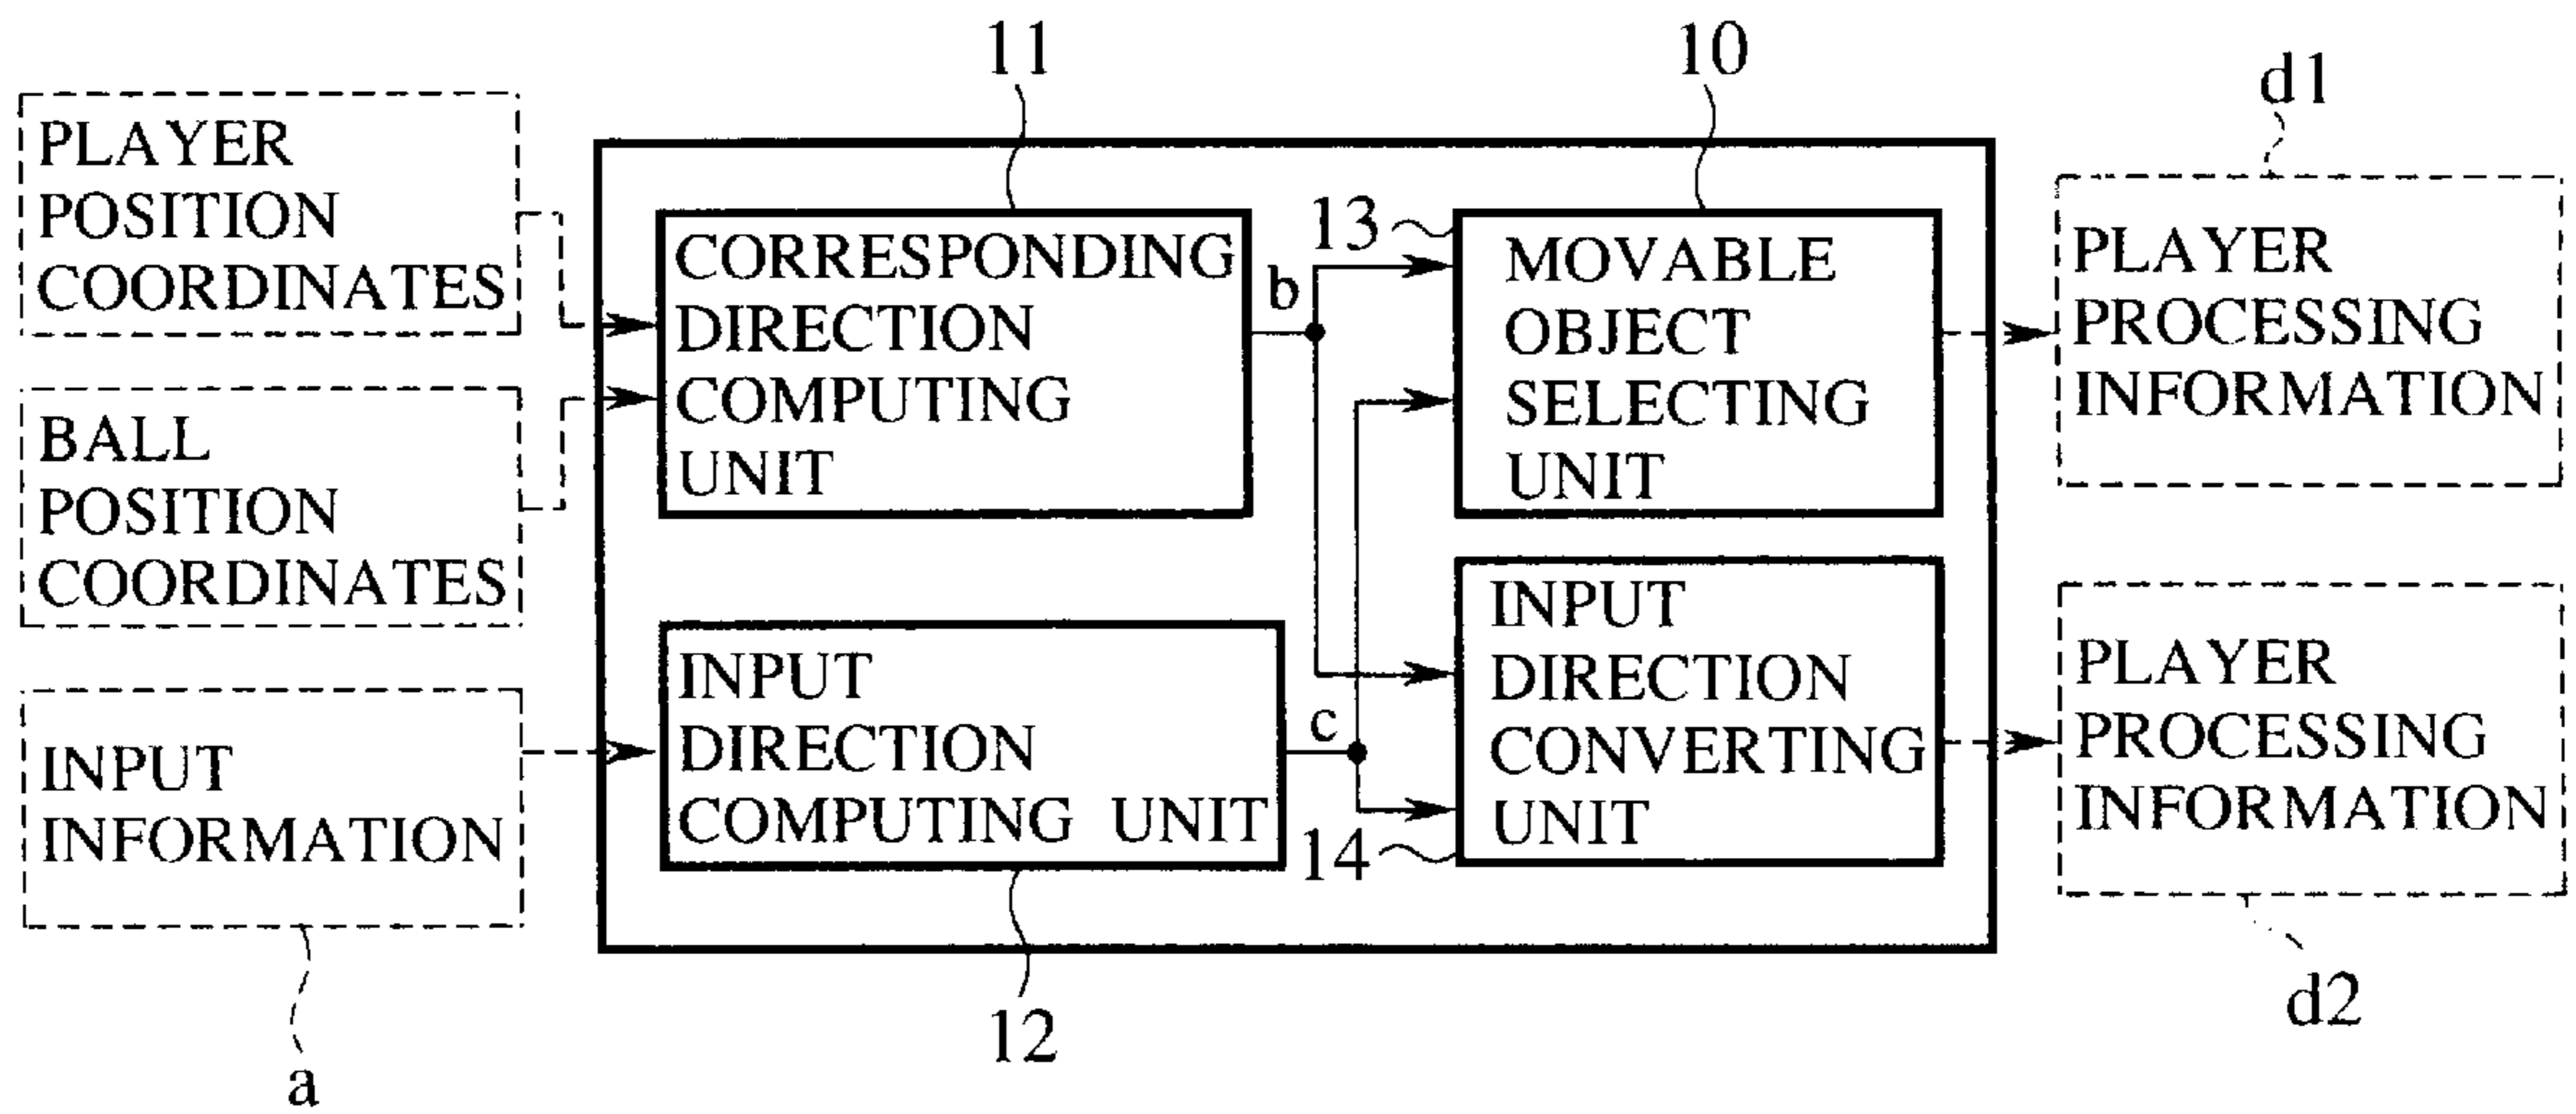 11
10
d1
PLAYER
POSITION
COORDINATES
BALL
POSITION
COORDINATES
INPUT
INFORMATION
a
CORRESPONDING
DIRECTION
COMPUTING
UNIT
b
INPUT
DIRECTION
COMPUTING UNIT
c
12
13
MOVABLE
OBJECT
SELECTING
UNIT
INPUT
DIRECTION
CONVERTING
UNIT
14
PLAYER
PROCESSING
INFORMATION
PLAYER
PROCESSING
INFORMATION
d2